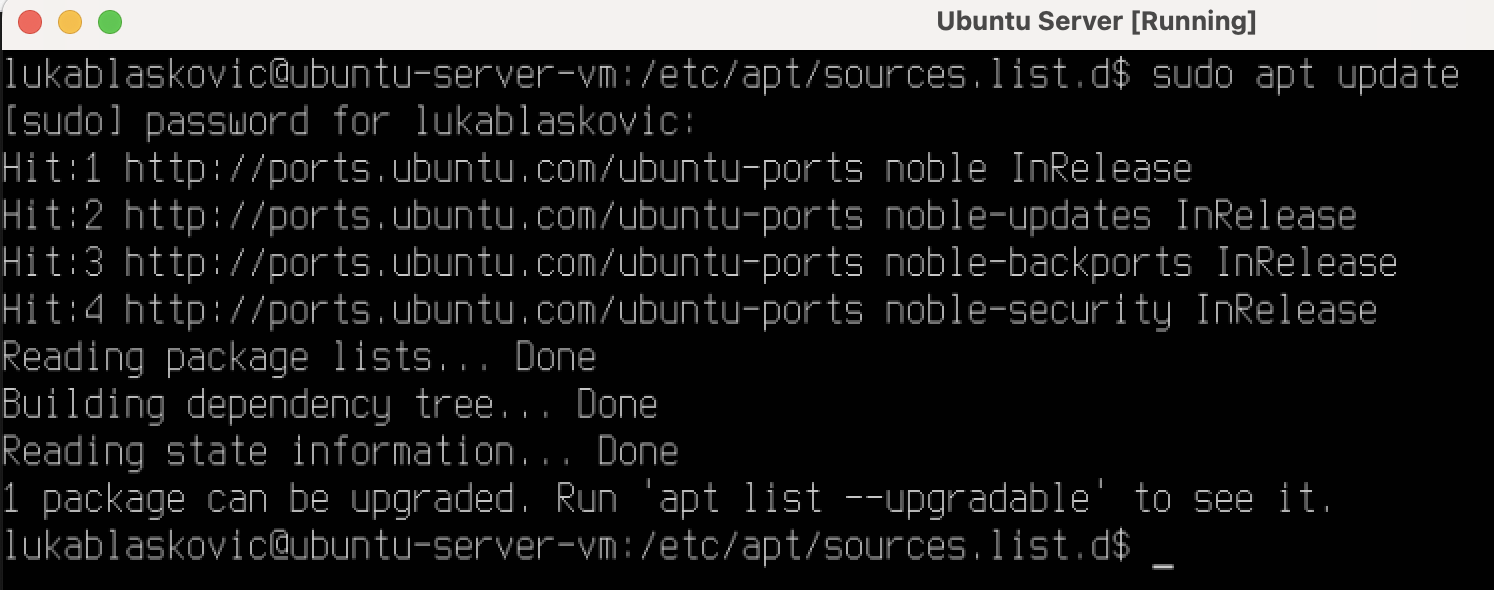 Ubuntu Server [Running]
lukablaskovic@ubuntu-server-vm:/etc/apt/sources.list.d$ sudo apt update
[sudo] password for lukablaskovic:
Hit:1 http://ports.ubuntu.com/ubuntu-ports noble InRelease
Hit:2 http://ports.ubuntu.com/ubuntu-ports noble-updates InRelease
Hit:3 http://ports.ubuntu.com/ubuntu-ports noble-backports InRelease
Hit:4 http://ports.ubuntu.com/ubuntu-ports noble-security InRelease
Reading package lists... Done
Building dependency tree... Done
Reading state information... Done
1 package can be upgraded. Run 'apt list --upgradable' to see it.
lukablaskovic@ubuntu-server-vm:/etc/apt/sources.list.d$ _